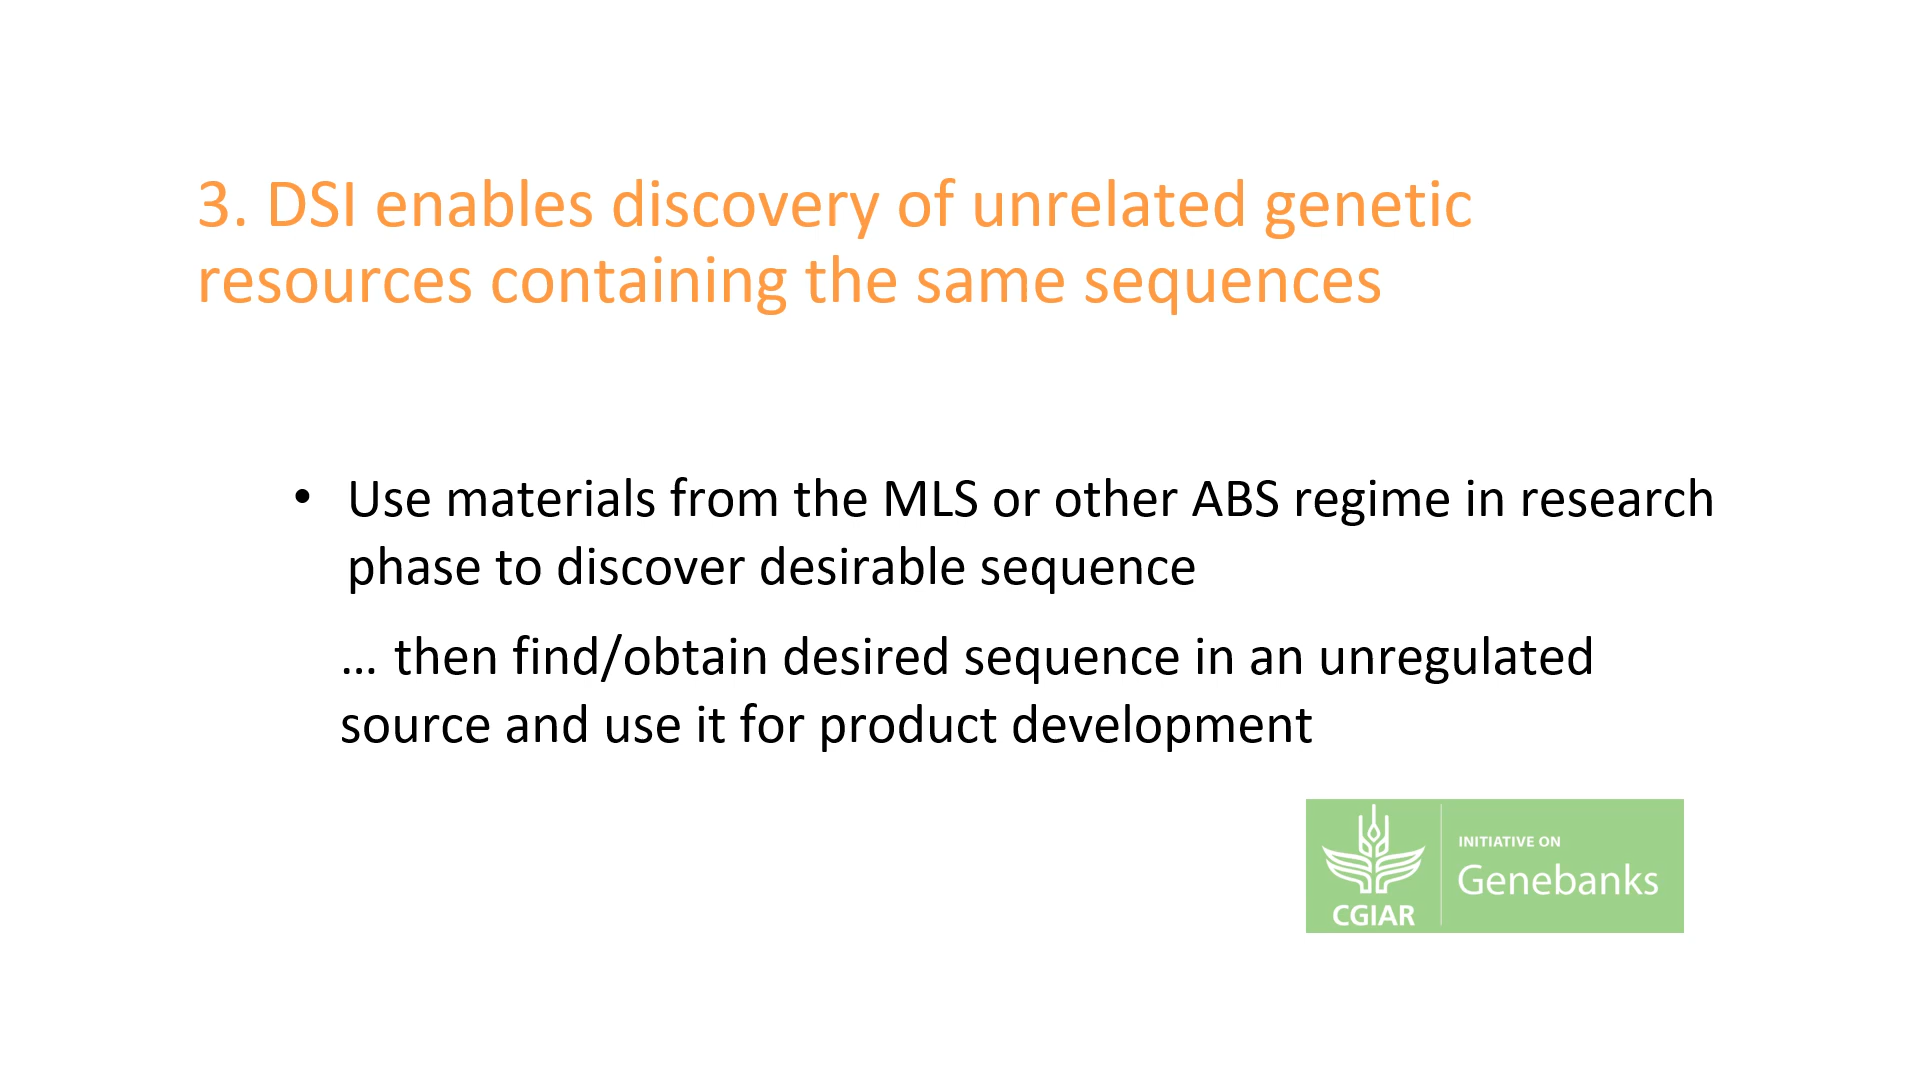 3. DSI enables discovery of unrelated genetic
resources containing the same sequences
• Use materials from the MLS or other ABS regime in research
phase to discover desirable sequence
... then find/obtain desired sequence in an unregulated
source and use it for product development
CGIAR
INITIATIVE ON
Genebanks